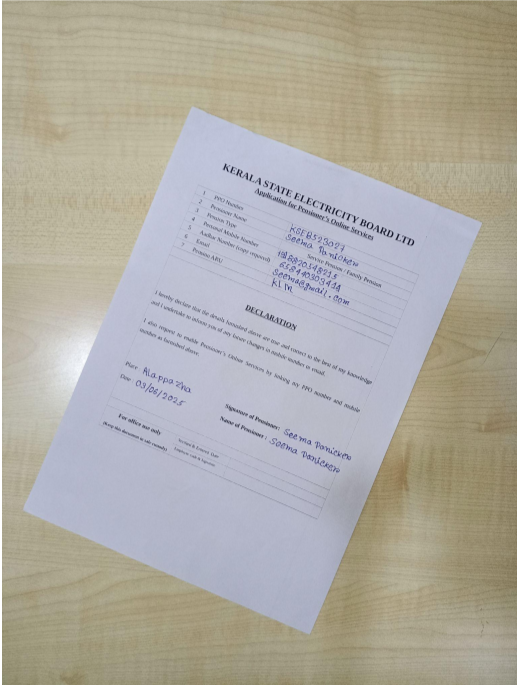 KERALA STATE ELECTRICITY BOARD LTD
Application for Pensioner's Online Services
1 PPO Number KSEB523027
2 Pensioner Name Seema Panicker
3 Pension Type Service Pension / Family Pension
4 Personal Mobile Number
5 Aadhar Number (copy required)
6 Email seema@gmail.com
7 Pension ARU KLM
DECLARATION
I hereby declare that the details furnished above are true and correct to the best of my knowledge
and I undertake to inform you of any future changes to mobile number or email.
I also request to enable Pensioner's Online Services by linking my PPO number and mobile
number as furnished above.
Place: Alappuzha
Date: 03/06/2025
Signature of Pensioner: Seema Panicker
Name of Pensioner : Seema Panicker
For office use only
(Keep this document in safe custody)
Received & Entered Date
Employee Code & Signature